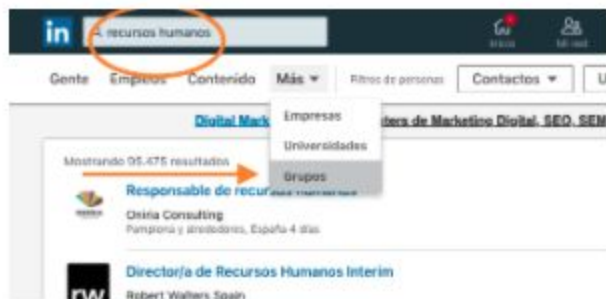 in recursos humanos
Inicio Mi red
Gente Empleos Contenido Más Filtros de personas Contactos U
Empresas
Universidades
Grupos
Digital Mark ters de Marketing Digital, SEO, SEM
Mostrando 95.475 resultados
Responsable de recursos humanos
Oniria Consulting
Pamplona y alrededores, España 4 días
Director/a de Recursos Humanos Interim
rw Robert Walters Spain